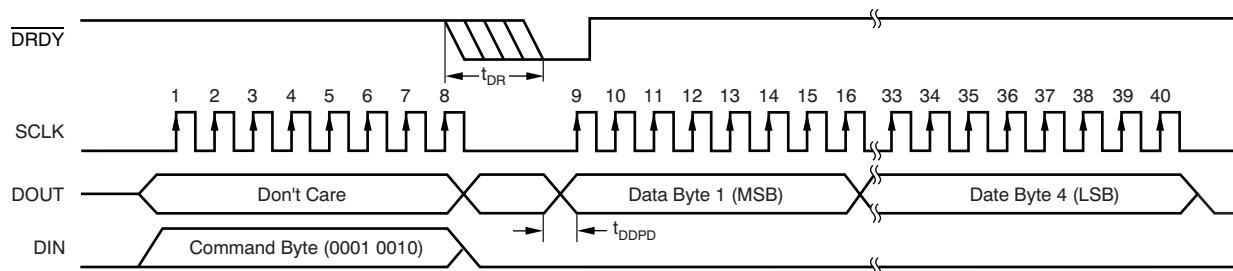 DRDY
tDR
1 2 3 4 5 6 7 8 9 10 11 12 13 14 15 16 33 34 35 36 37 38 39 40
SCLK
DOUT Don't Care Data Byte 1 (MSB) Date Byte 4 (LSB)
tDDPD
DIN Command Byte (0001 0010)